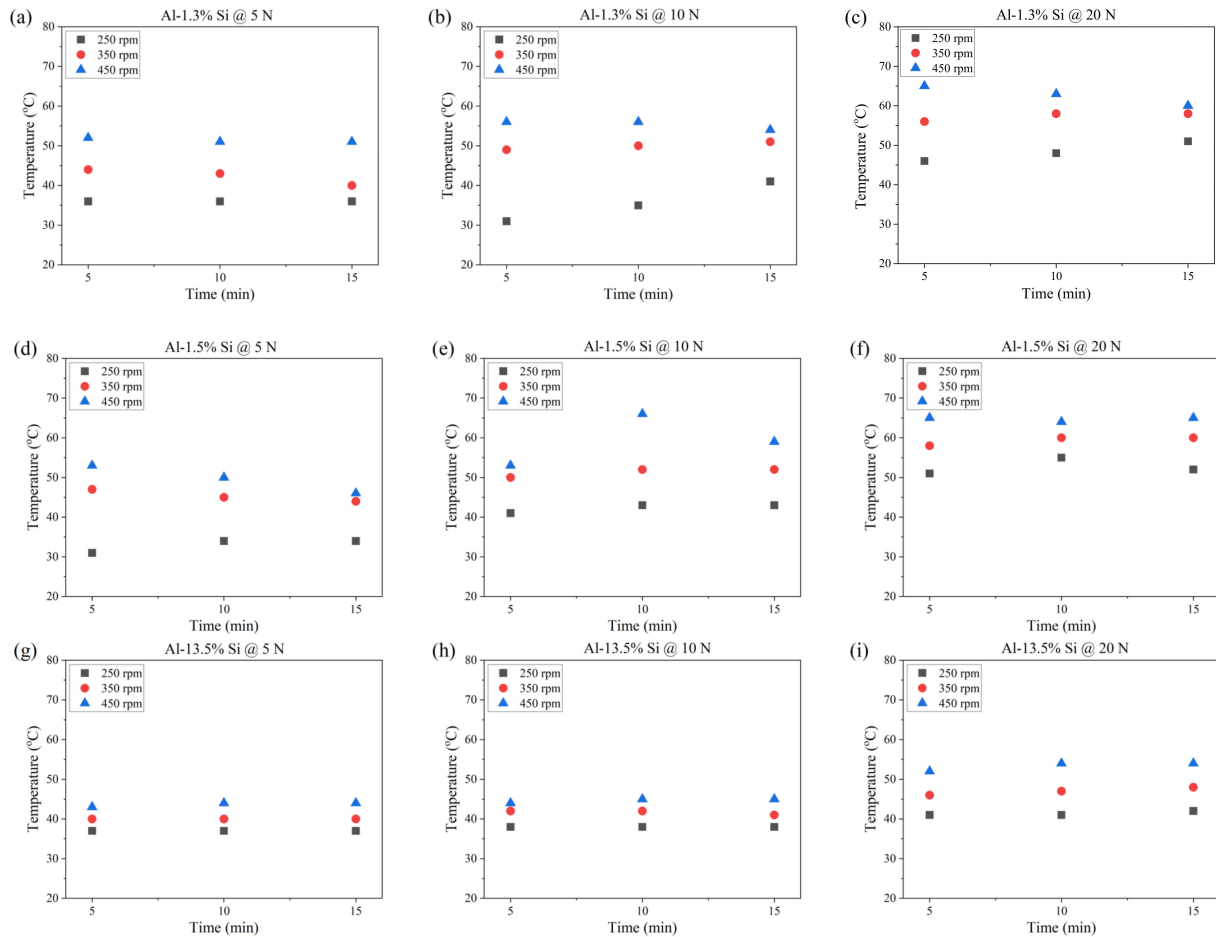 (a)
Al-1.3% Si @ 5 N
250 rpm
350 rpm
450 rpm
Temperature (°C)
80
70
60
50
40
30
20
5
10
15
Time (min)
(b)
Al-1.3% Si @ 10 N
250 rpm
350 rpm
450 rpm
Temperature (°C)
80
70
60
50
40
30
20
5
10
15
Time (min)
(c)
Al-1.3% Si @ 20 N
250 rpm
350 rpm
450 rpm
Temperature (°C)
80
70
60
50
40
30
20
5
10
15
Time (min)
(d)
Al-1.5% Si @ 5 N
250 rpm
350 rpm
450 rpm
Temperature (°C)
80
70
60
50
40
30
20
5
10
15
Time (min)
(e)
Al-1.5% Si @ 10 N
250 rpm
350 rpm
450 rpm
Temperature (°C)
80
70
60
50
40
30
20
5
10
15
Time (min)
(f)
Al-1.5% Si @ 20 N
250 rpm
350 rpm
450 rpm
Temperature (°C)
80
70
60
50
40
30
20
5
10
15
Time (min)
(g)
Al-13.5% Si @ 5 N
250 rpm
350 rpm
450 rpm
Temperature (°C)
80
70
60
50
40
30
20
5
10
15
Time (min)
(h)
Al-13.5% Si @ 10 N
250 rpm
350 rpm
450 rpm
Temperature (°C)
80
70
60
50
40
30
20
5
10
15
Time (min)
(i)
Al-13.5% Si @ 20 N
250 rpm
350 rpm
450 rpm
Temperature (°C)
80
70
60
50
40
30
20
5
10
15
Time (min)